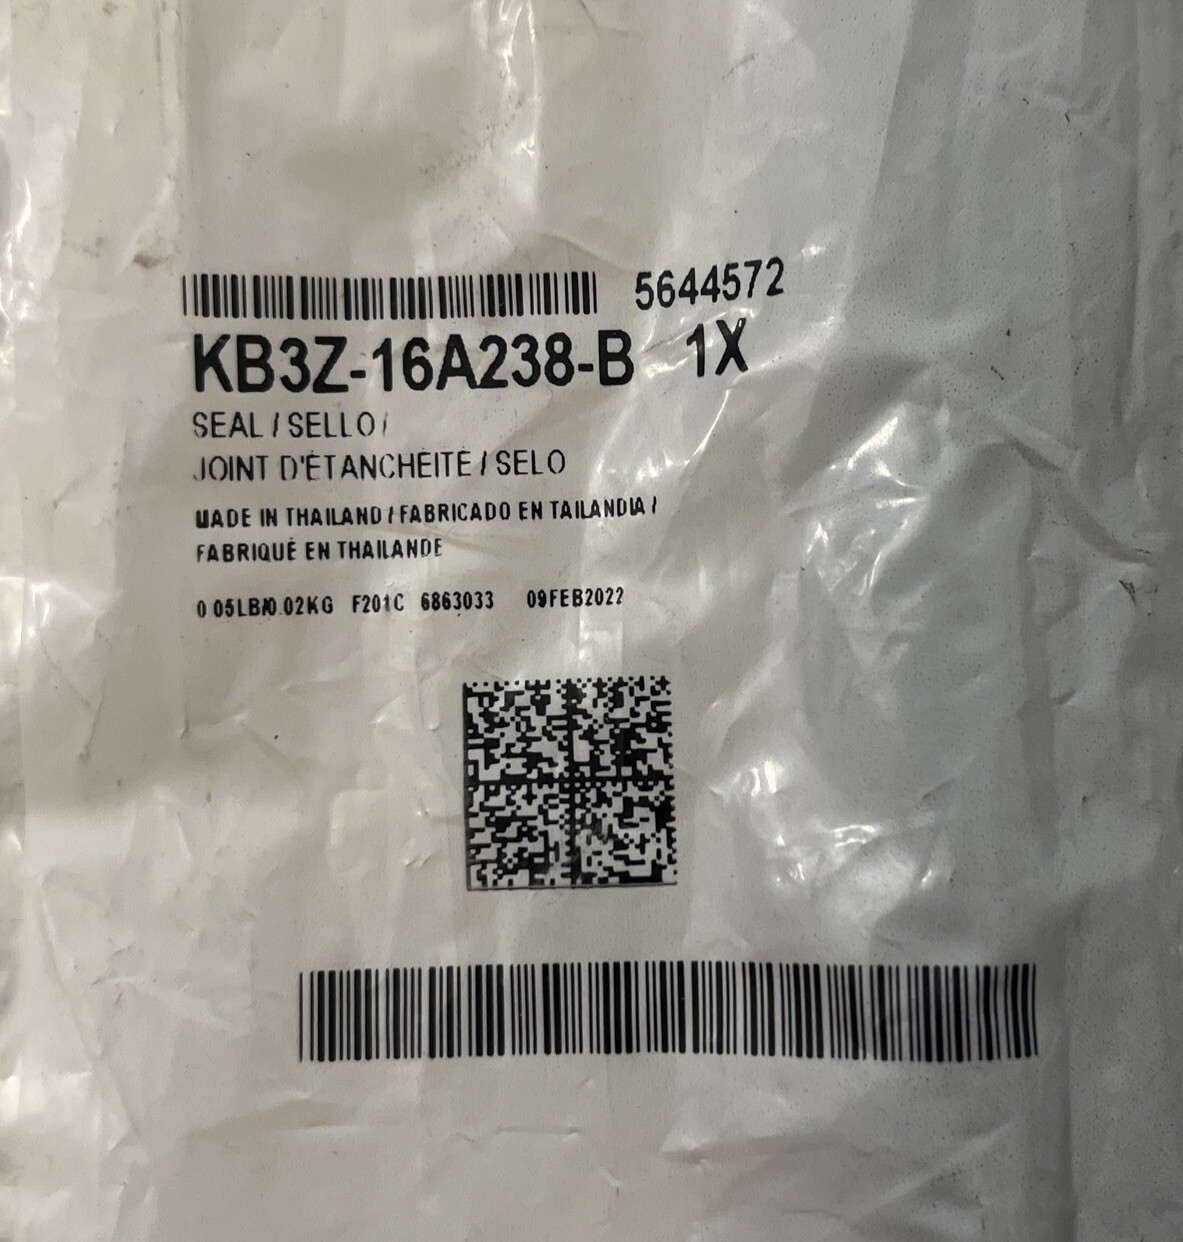 5644572
KB3Z-16A238-B 1X
SEAL / SELLO /
JOINT D'ÉTANCHÉITÉ / SELO
MADE IN THAILAND / FABRICADO EN TAILANDIA /
FABRIQUÉ EN THAILANDE
0 05LB/0.02KG F201C 6863033 09FEB2022